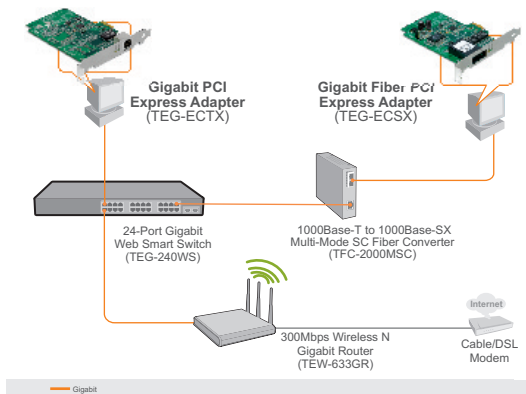 Gigabit PCI
Express Adapter
(TEG-ECTX)
Gigabit Fiber PCI
Express Adapter
(TEG-ECSX)
24-Port Gigabit
Web Smart Switch
(TEG-240WS)
1000Base-T to 1000Base-SX
Multi-Mode SC Fiber Converter
(TFC-2000MSC)
300Mbps Wireless N
Gigabit Router
(TEW-633GR)
Internet
Cable/DSL
Modem
Gigabit